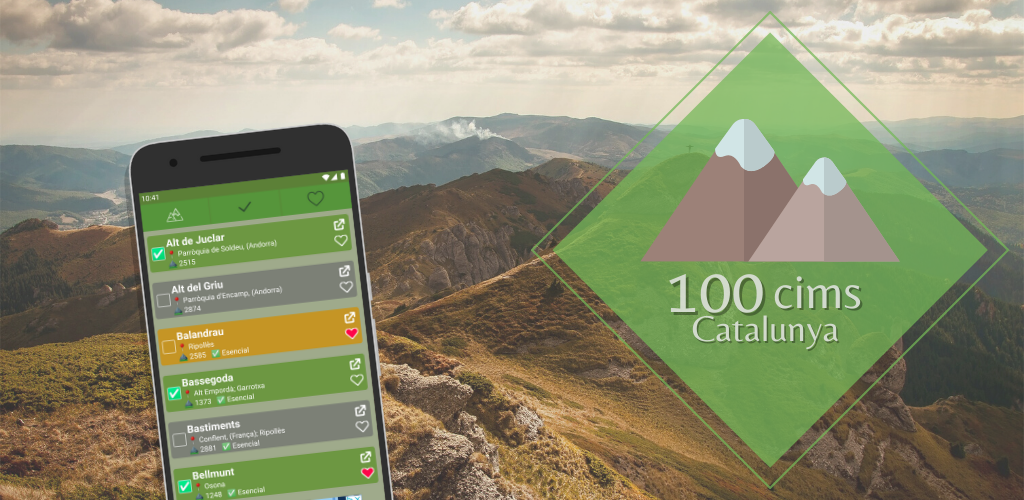 10:41
Alt de Juclar
Parròquia de Soldeu, (Andorra)
2515
Alt del Griu
Parròquia d'Encamp, (Andorra)
2874
Balandrau
Ripollès
2585 Esencial
Bassegoda
Alt Empordà; Garrotxa
1373 Esencial
Bastiments
Conflent, (França); Ripollès
2881 Esencial
Bellmunt
Osona
1248 Esencial
100 cims
Catalunya